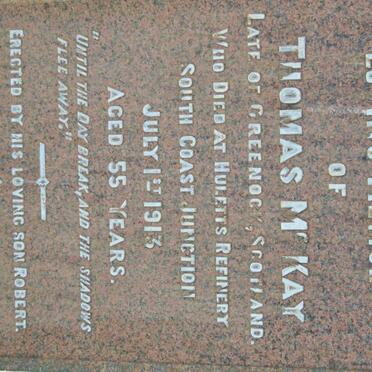 OF
THOMAS McKAY
LATE OF GREENOC", SCOTLAND.
WHO DIED AT HULETTS REFINERY
SOUTH COAST JUNCTION
JULY 1ST 1913
AGED 55 YEARS.
"UNTIL THE DAY BREAK AND THE SHADOWS
FLEE AWAY."
ERECTED BY HIS LOVING SON ROBERT.